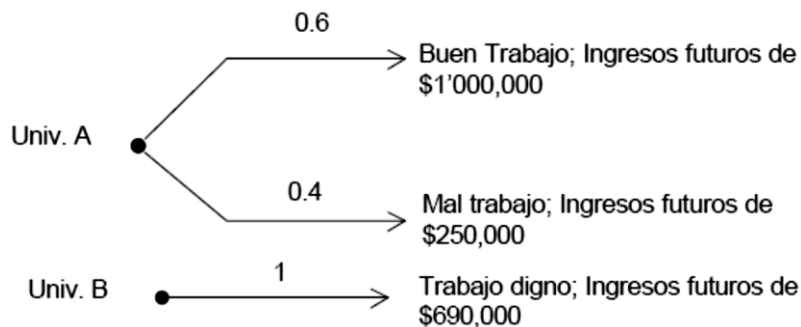 0.6
Buen Trabajo; Ingresos futuros de
$1'000,000
Univ. A
0.4
Mal trabajo; Ingresos futuros de
$250,000
1
Univ. B
Trabajo digno; Ingresos futuros de
$690,000